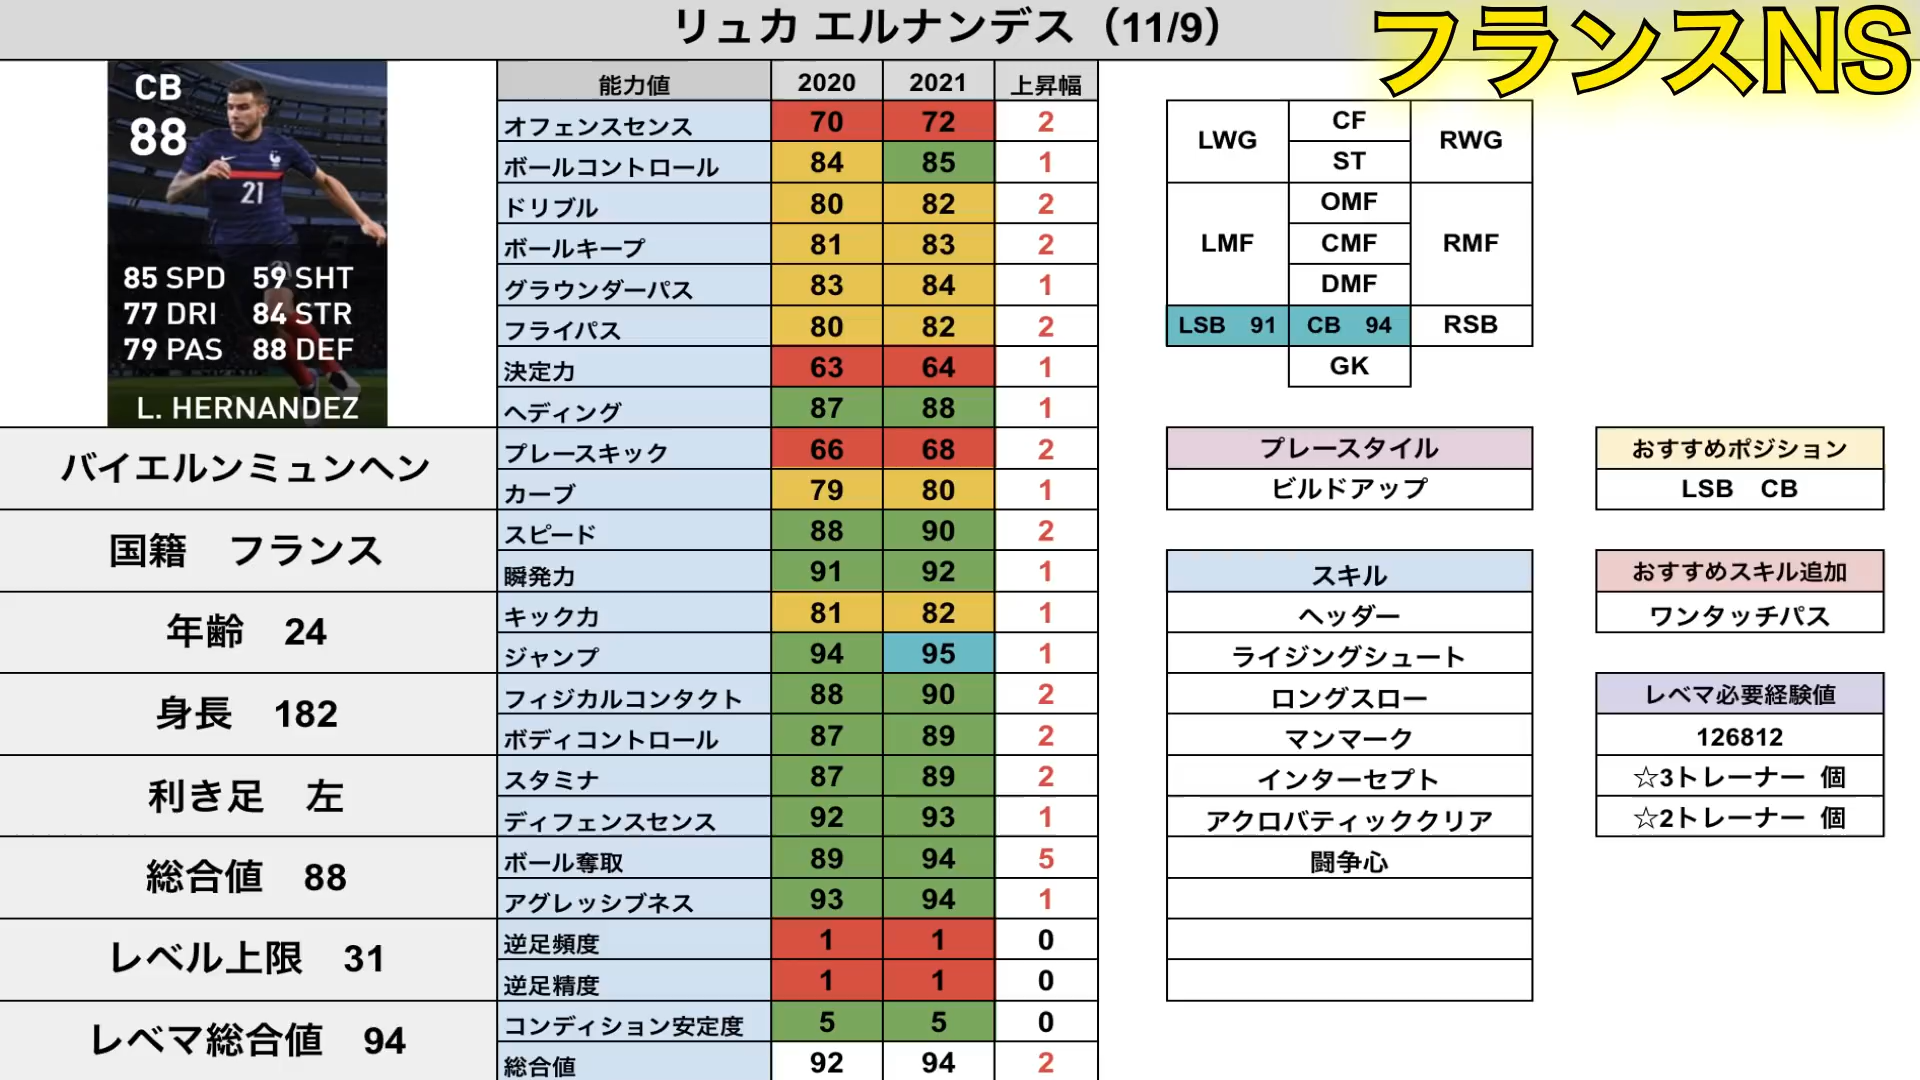 リュカ エルナンデス（11/9）
フランスNS
CB
88
21
85 SPD 59 SHT
77 DRI 84 STR
79 PAS 88 DEF
L. HERNANDEZ
バイエルンミュンヘン
国籍 フランス
年齢 24
身長 182
利き足 左
総合値 88
レベル上限 31
レベマ総合値 94
能力値 2020 2021 上昇幅
オフェンスセンス 70 72 2
ボールコントロール 84 85 1
ドリブル 80 82 2
ボールキープ 81 83 2
グラウンダーパス 83 84 1
フライパス 80 82 2
決定力 63 64 1
ヘディング 87 88 1
プレースキック 66 68 2
カーブ 79 80 1
スピード 88 90 2
瞬発力 91 92 1
キック力 81 82 1
ジャンプ 94 95 1
フィジカルコンタクト 88 90 2
ボディコントロール 87 89 2
スタミナ 87 89 2
ディフェンスセンス 92 93 1
ボール奪取 89 94 5
アグレッシブネス 93 94 1
逆足頻度 1 1 0
逆足精度 1 1 0
コンディション安定度 5 5 0
総合値 92 94 2
LWG CF RWG
ST
OMF
LMF CMF RMF
DMF
LSB 91 CB 94 RSB
GK
プレースタイル
ビルドアップ
スキル
ヘッダー
ライジングシュート
ロングスロー
マンマーク
インターセプト
アクロバティッククリア
闘争心
おすすめポジション
LSB CB
おすすめスキル追加
ワンタッチパス
レベマ必要経験値
126812
☆3トレーナー 個
☆2トレーナー 個